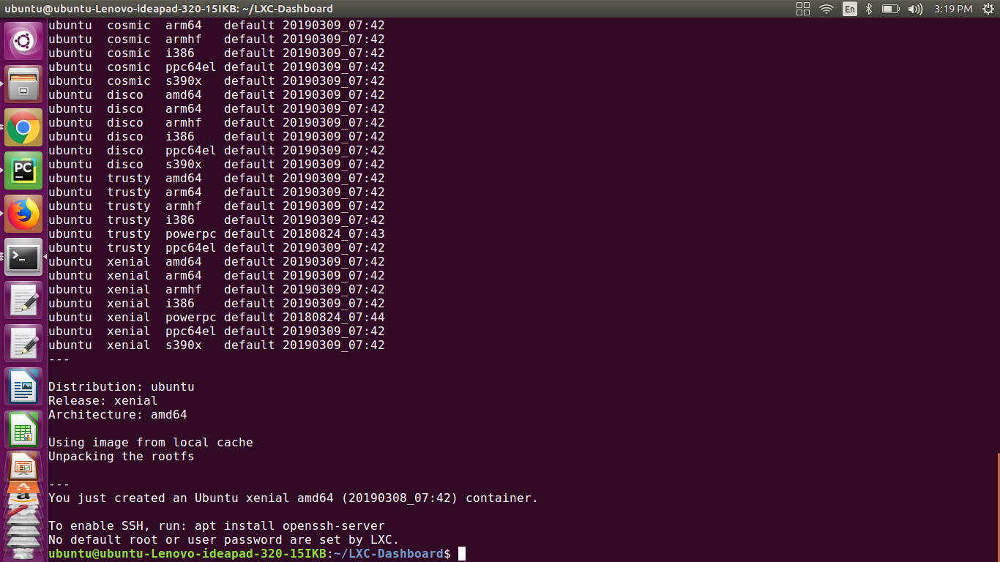 ubuntu@ubuntu-Lenovo-ideapad-320-15IKB: ~/LXC-Dashboard En 3:19 PM
ubuntu cosmic arm64 default 20190309_07:42
ubuntu cosmic armhf default 20190309_07:42
ubuntu cosmic i386 default 20190309_07:42
ubuntu cosmic ppc64el default 20190309_07:42
ubuntu cosmic s390x default 20190309_07:42
ubuntu disco amd64 default 20190309_07:42
ubuntu disco arm64 default 20190309_07:42
ubuntu disco armhf default 20190309_07:42
ubuntu disco i386 default 20190309_07:42
ubuntu disco ppc64el default 20190309_07:42
ubuntu disco s390x default 20190309_07:42
ubuntu trusty amd64 default 20190309_07:42
ubuntu trusty arm64 default 20190309_07:42
ubuntu trusty armhf default 20190309_07:42
ubuntu trusty i386 default 20190309_07:42
ubuntu trusty powerpc default 20180824_07:43
ubuntu trusty ppc64el default 20190309_07:42
ubuntu xenial amd64 default 20190309_07:42
ubuntu xenial arm64 default 20190309_07:42
ubuntu xenial armhf default 20190309_07:42
ubuntu xenial i386 default 20190309_07:42
ubuntu xenial powerpc default 20180824_07:44
ubuntu xenial ppc64el default 20190309_07:42
ubuntu xenial s390x default 20190309_07:42
---
Distribution: ubuntu
Release: xenial
Architecture: amd64
Using image from local cache
Unpacking the rootfs
---
You just created an Ubuntu xenial amd64 (20190308_07:42) container.
To enable SSH, run: apt install openssh-server
No default root or user password are set by LXC.
ubuntu@ubuntu-Lenovo-ideapad-320-15IKB:~/LXC-Dashboard$
PC
>_
A
a